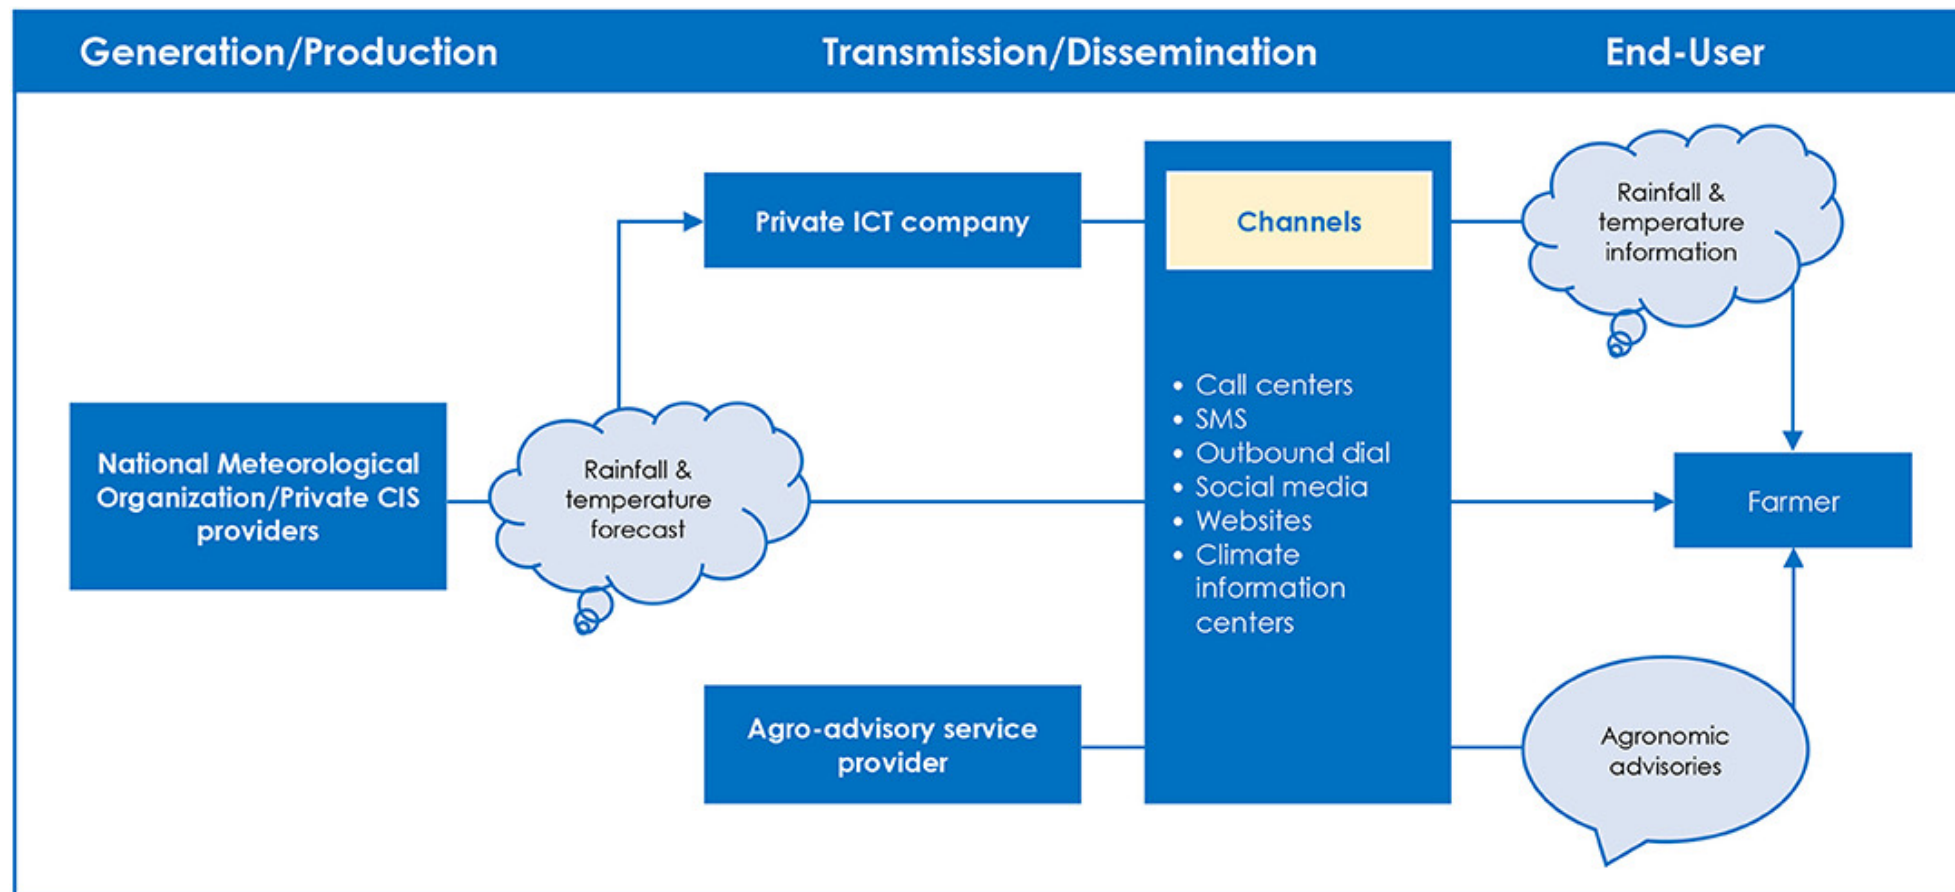 Generation/Production
Transmission/Dissemination
End-User
Private ICT company
Channels
Rainfall &
temperature
information
National Meteorological
Organization/Private CIS
providers
Rainfall &
temperature
forecast
• Call centers
• SMS
• Outbound dial
• Social media
• Websites
• Climate
information
centers
Farmer
Agro-advisory service
provider
Agronomic
advisories